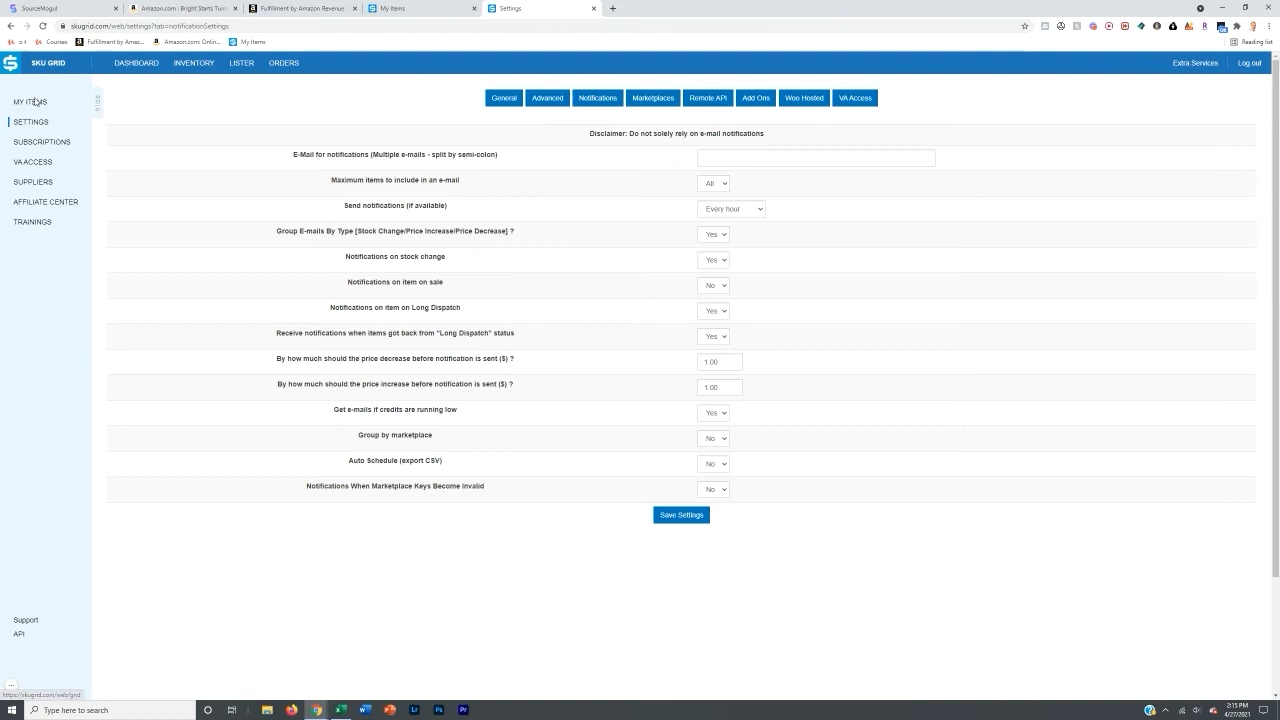 SourceMogul
Amazon.com : Bright Starts Tum
Fulfillment by Amazon Revenue
My Items
Settings
skugrid.com/web/settings?tab=notificationSettings
Courses
Fulfillment by Amaz...
Amazon.com: Onlin...
My Items
Reading list
SKU GRID
DASHBOARD
INVENTORY
LISTER
ORDERS
Extra Services
Log out
MY ITEMS
SETTINGS
SUBSCRIPTIONS
VA ACCESS
SUPPLIERS
AFFILIATE CENTER
TRAININGS
hide
General
Advanced
Notifications
Marketplaces
Remote API
Add Ons
Woo Hosted
VA Access
Disclaimer: Do not solely rely on e-mail notifications
E-Mail for notifications (Multiple e-mails - split by semi-colon)
Maximum items to include in an e-mail All
Send notifications (if available) Every hour
Group E-mails By Type [Stock Change/Price Increase/Price Decrease] ? Yes
Notifications on stock change Yes
Notifications on item on sale No
Notifications on item on Long Dispatch Yes
Receive notifications when items got back from "Long Dispatch" status Yes
By how much should the price decrease before notification is sent ($) ? 1.00
By how much should the price increase before notification is sent ($) ? 1.00
Get e-mails if credits are running low Yes
Group by marketplace No
Auto Schedule (export CSV) No
Notifications When Marketplace Keys Become Invalid No
Save Settings
Support
API
https://skugrid.com/web/grid
Type here to search
Lr
Ps
Pr
2:15 PM
4/27/2021